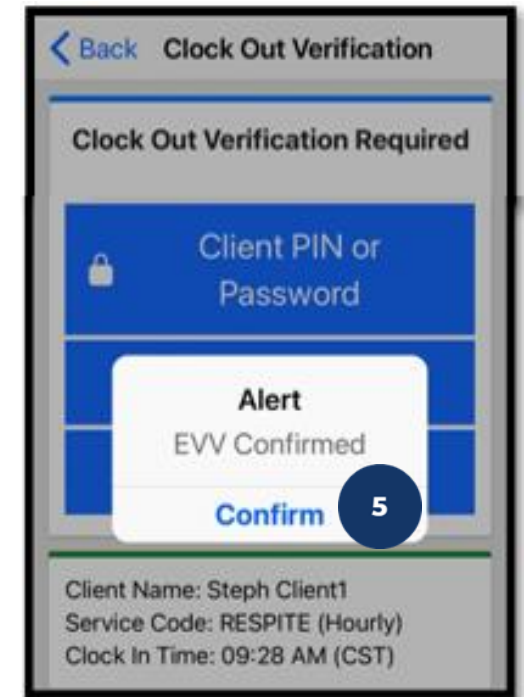 Back Clock Out Verification
Clock Out Verification Required
Client PIN or
Password
Alert
EVV Confirmed
Confirm 5
Client Name: Steph Client1
Service Code: RESPITE (Hourly)
Clock In Time: 09:28 AM (CST)